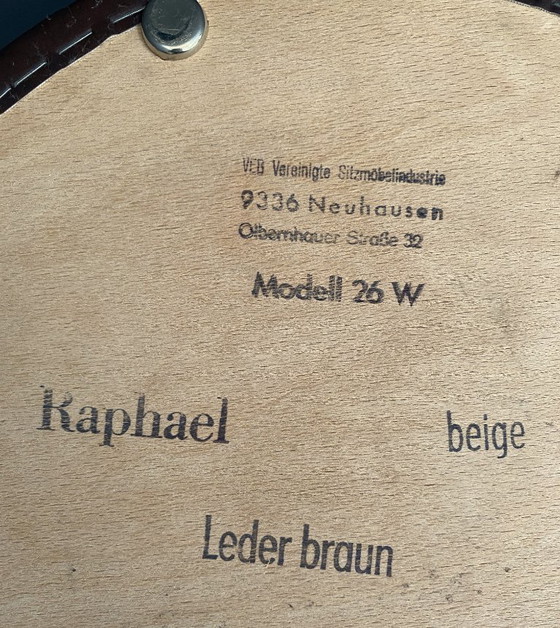 VEB Vereinigte Sitzmöbelindustrie
9336 Neuhausen
Olbernhauer Straße 32
Modell 26 W
Raphael beige
Leder braun